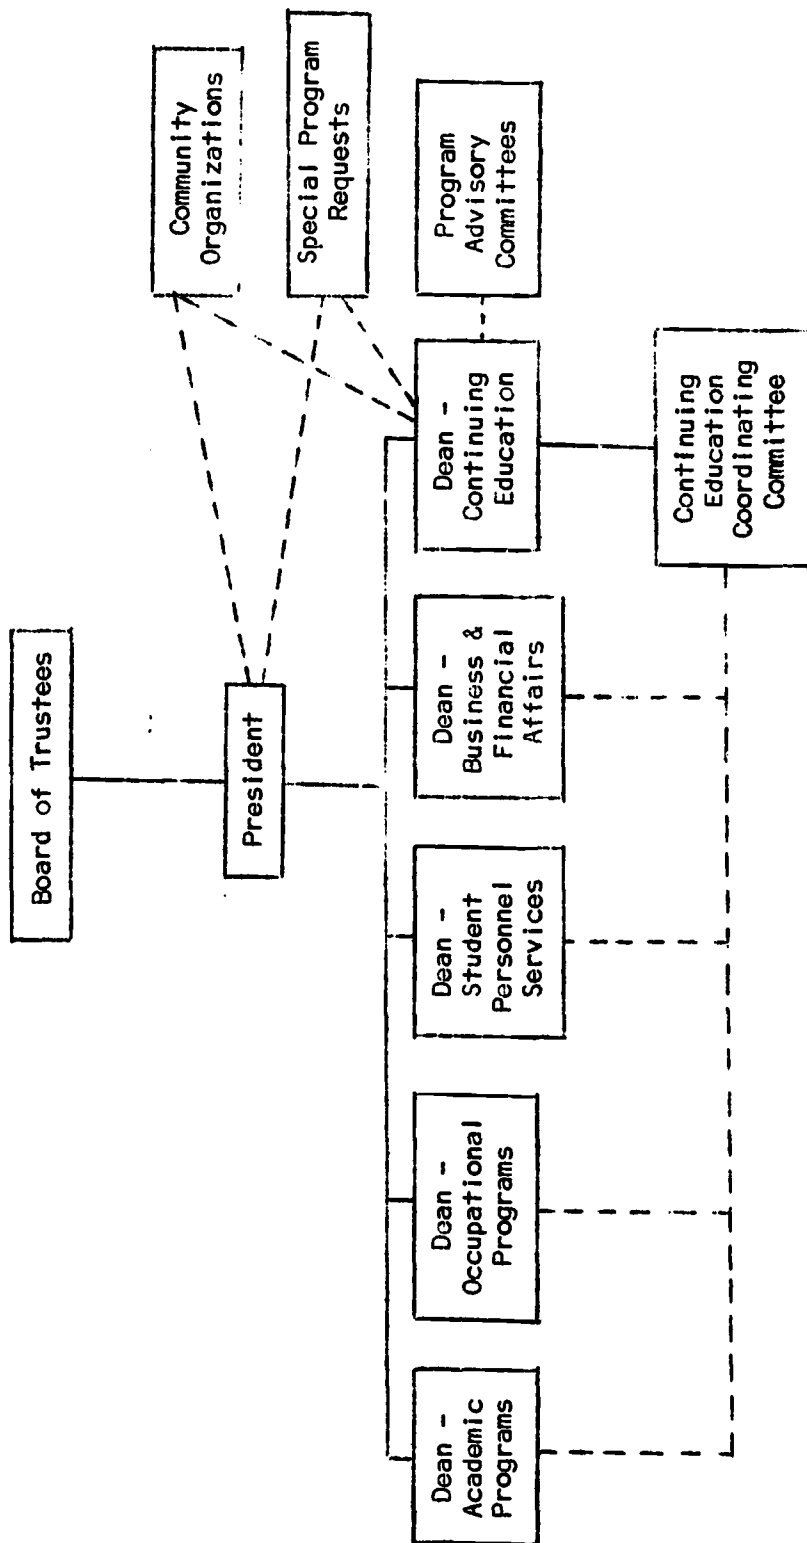 Board of Trustees
President
Community
Organizations
Special Program
Requests
Dean -
Academic
Programs
Dean -
Occupational
Programs
Dean -
Student
Personnel
Services
Dean -
Business &
Financial
Affairs
Dean -
Continuing
Education
Program
Advisory
Committees
Continuing
Education
Coordinating
Committee